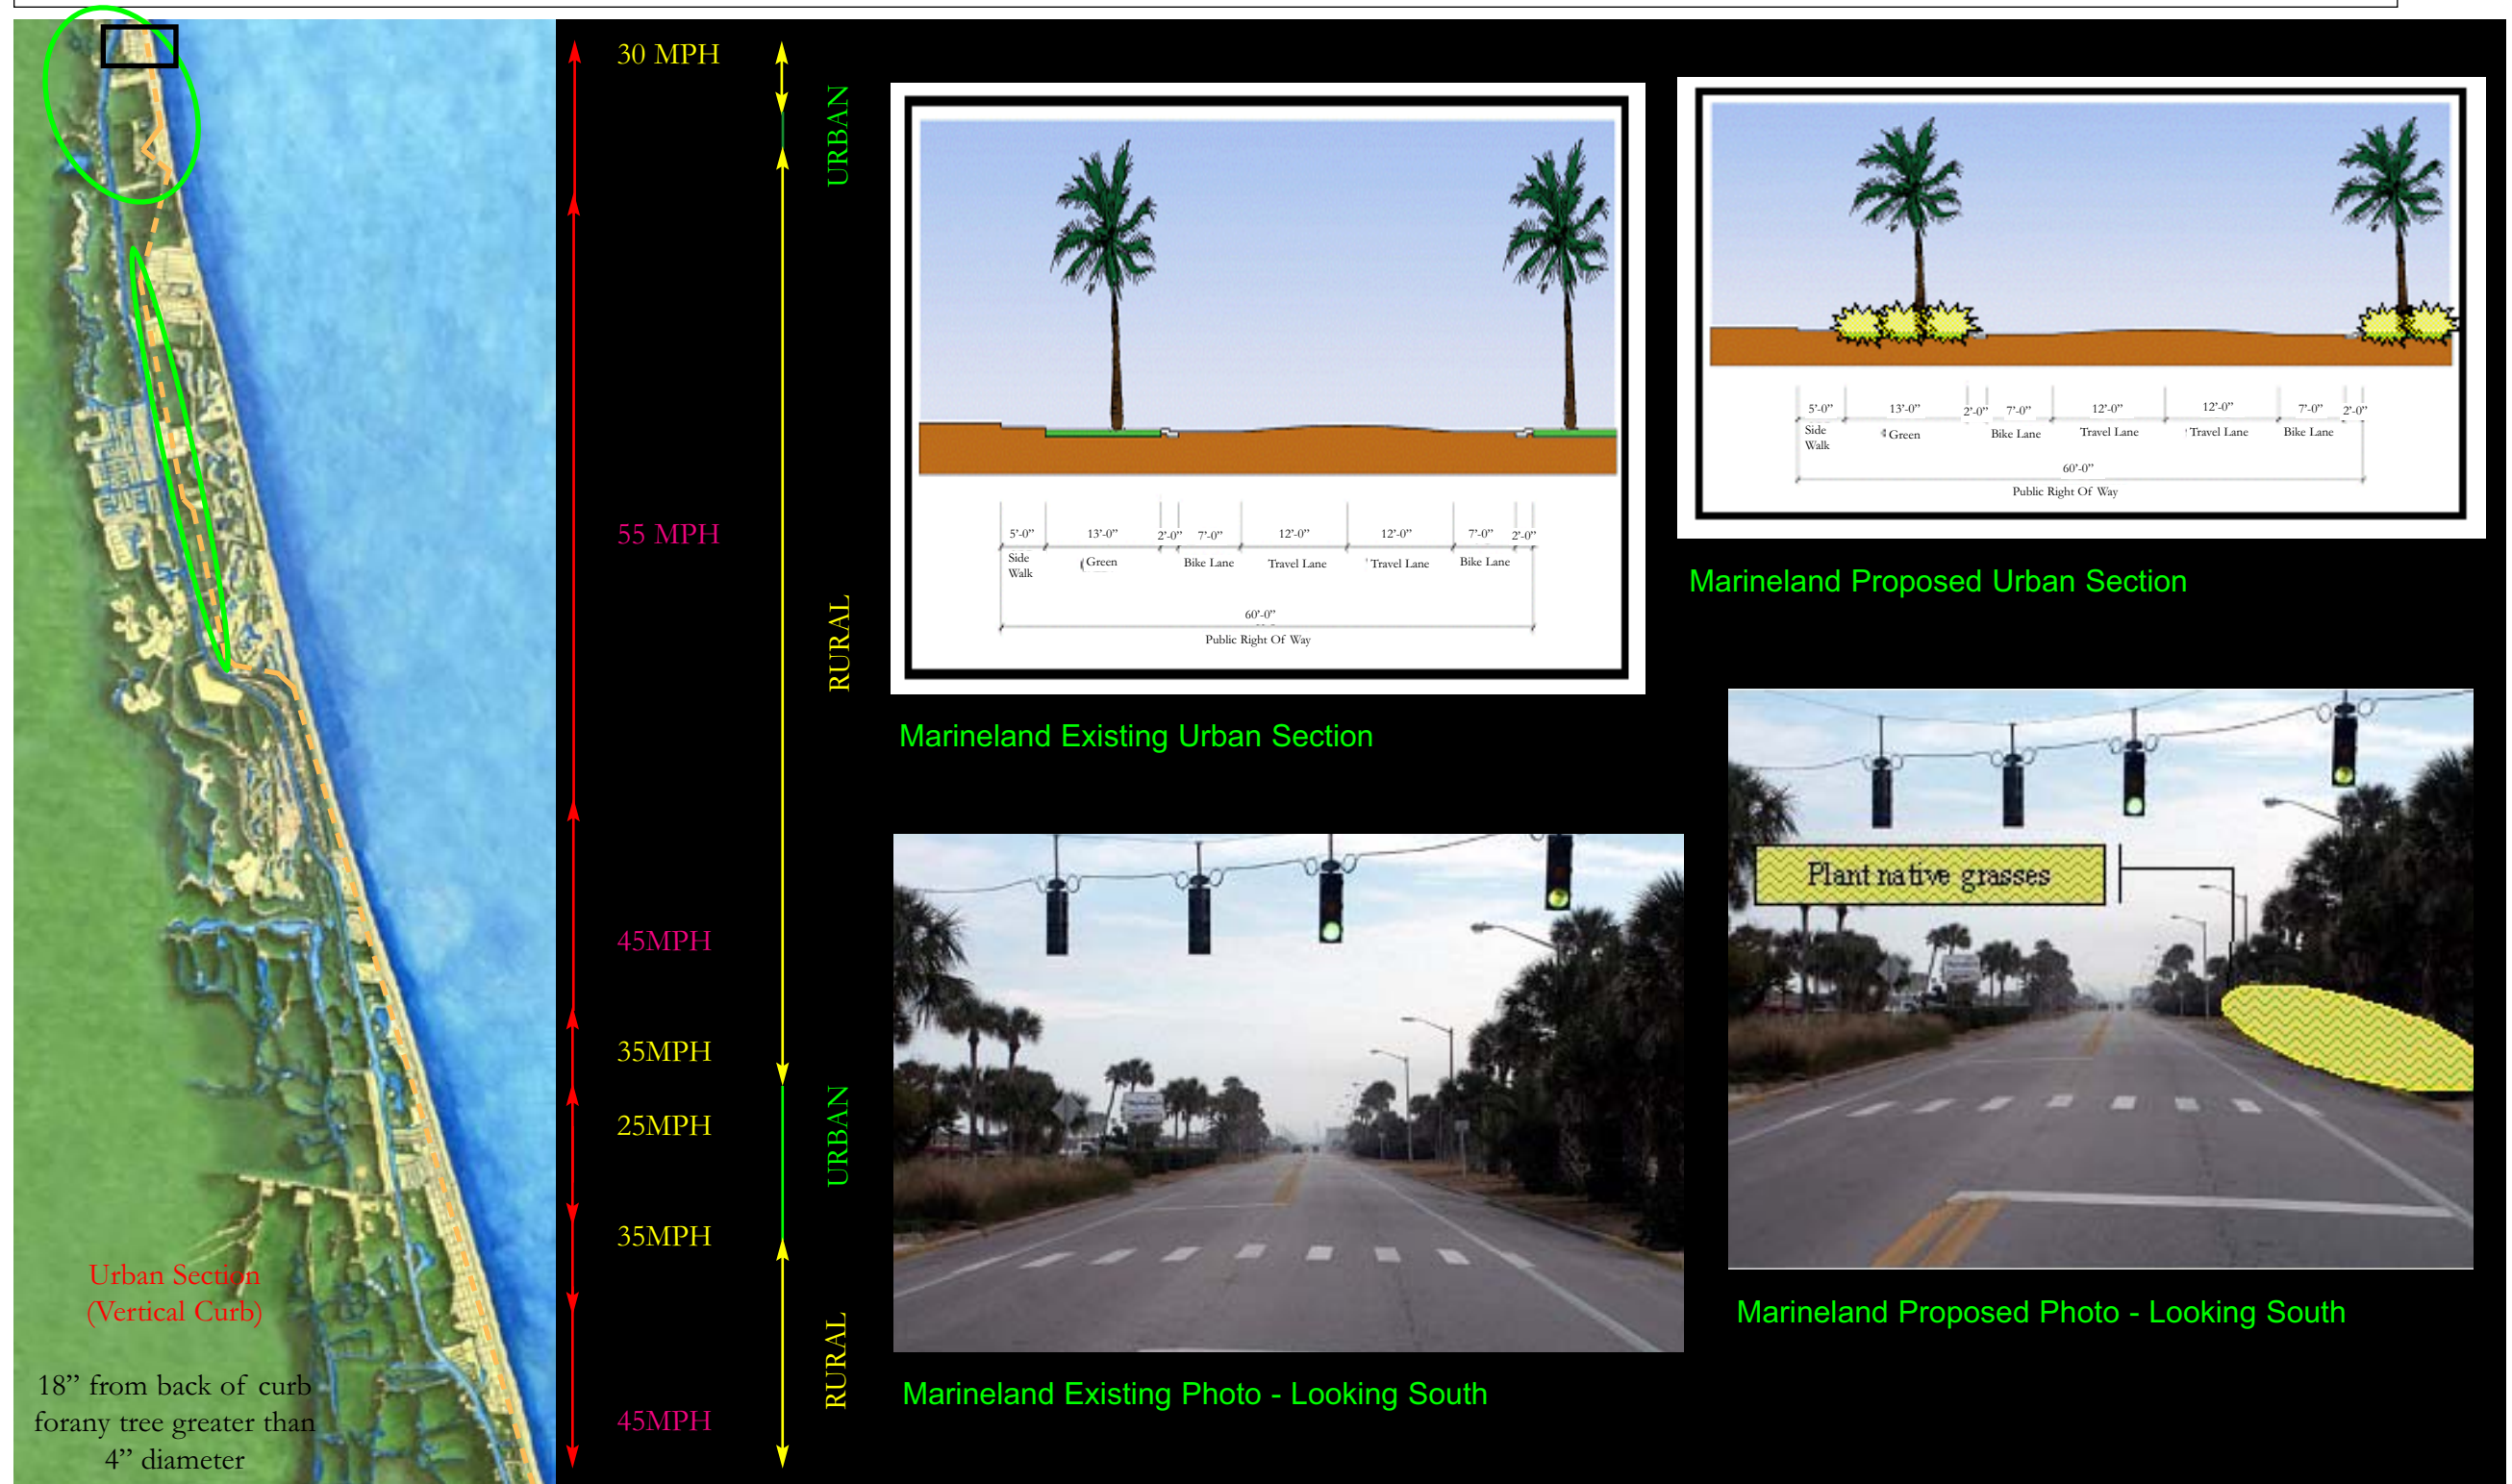 30 MPH
55 MPH
45MPH
35MPH
25MPH
35MPH
45MPH
URBAN
RURAL
URBAN
RURAL
Urban Section
(Vertical Curb)
18” from back of curb
forany tree greater than
4” diameter
5’-0” 13’-0” 2’-0” 7’-0” 12’-0” 12’-0” 7’-0” 2’-0”
Side
Walk
Green Bike Lane Travel Lane Travel Lane Bike Lane
60’-0”
Public Right Of Way
Marineland Existing Urban Section
5’-0” 13’-0” 2’-0” 7’-0” 12’-0” 12’-0” 7’-0” 2’-0”
Side
Walk
Green Bike Lane Travel Lane Travel Lane Bike Lane
60’-0”
Public Right Of Way
Marineland Proposed Urban Section
Marineland Existing Photo - Looking South
Plant native grasses
Marineland Proposed Photo - Looking South